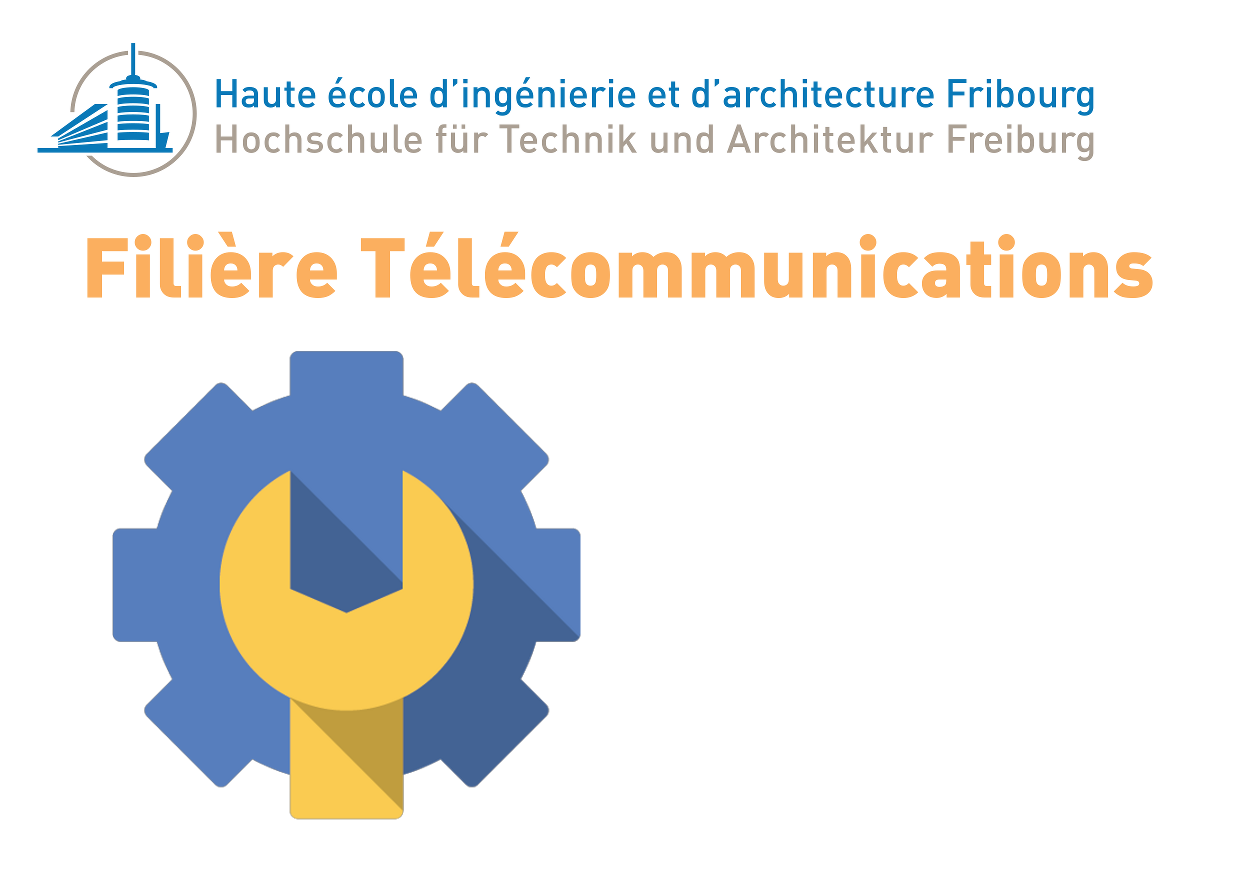 Haute école d'ingénierie et d'architecture Fribourg
Hochschule für Technik und Architektur Freiburg
Filière Télécommunications